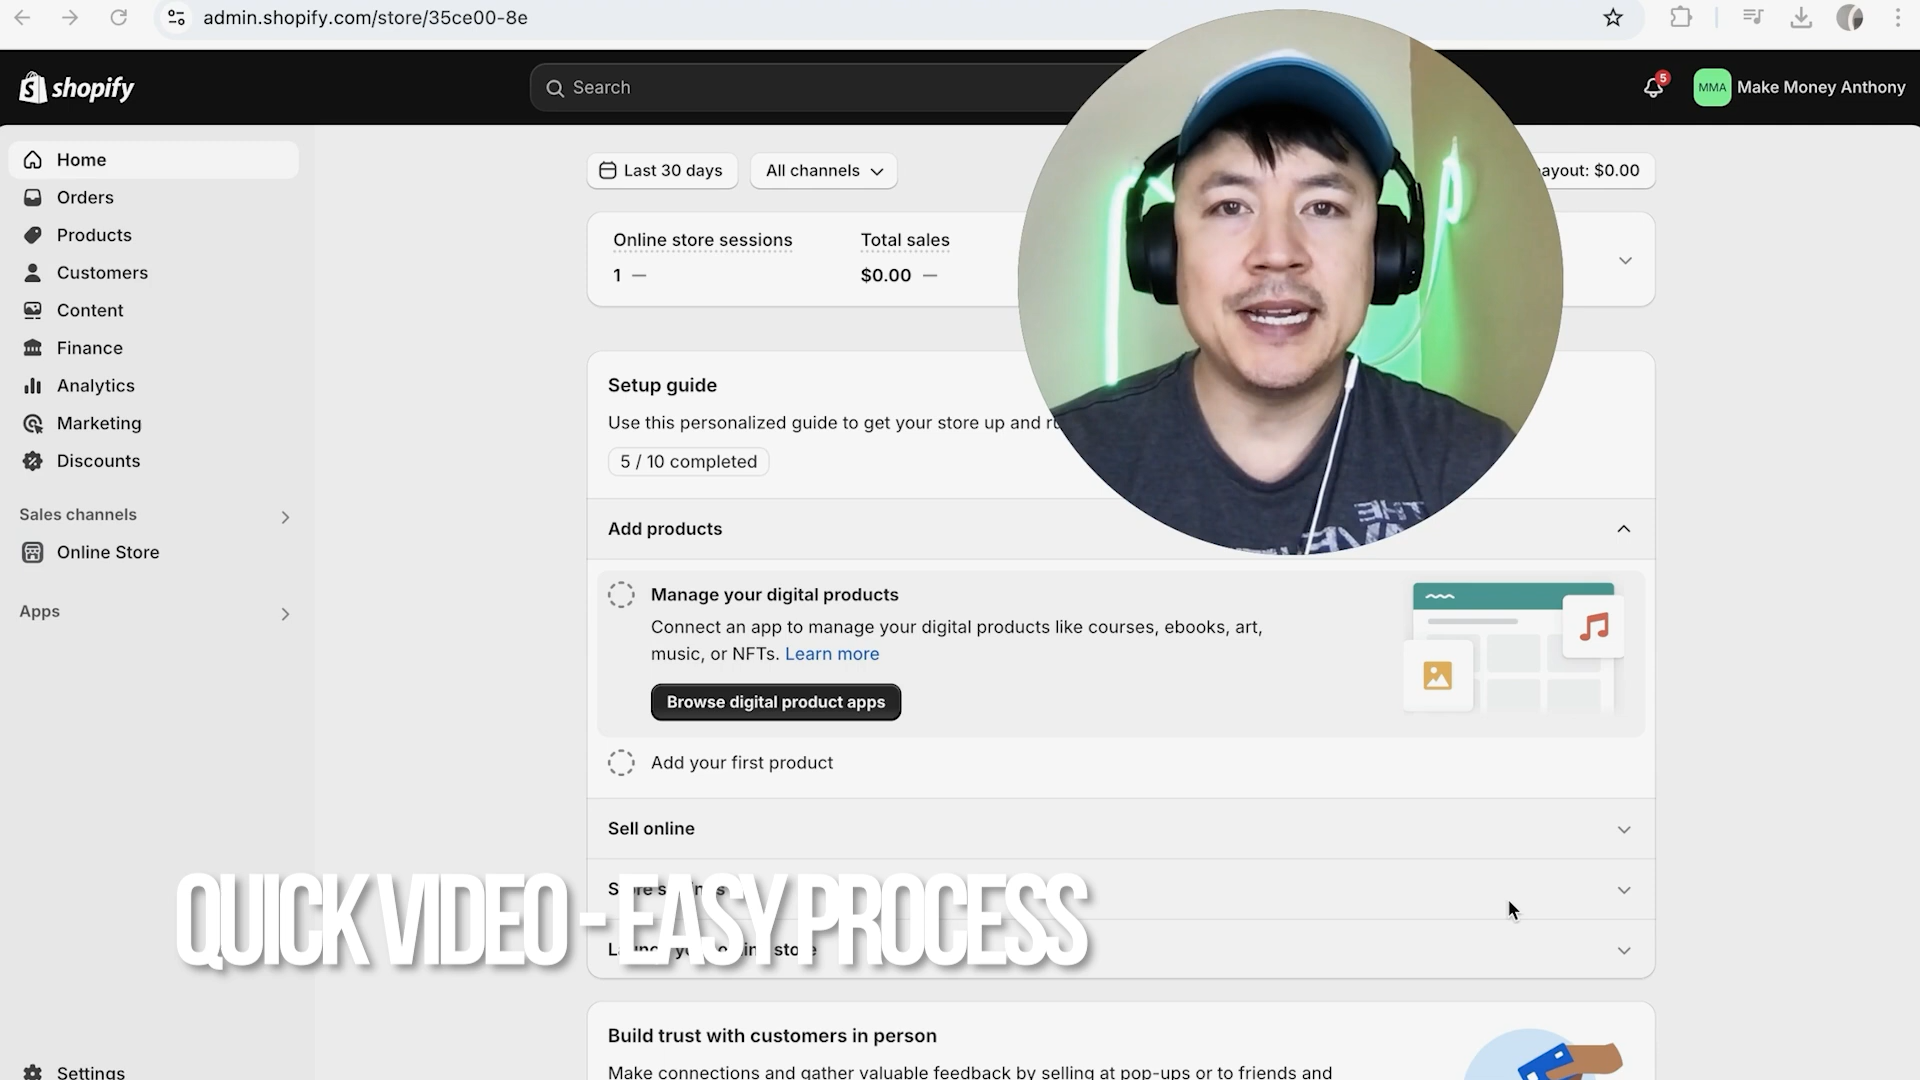 admin.shopify.com/store/35ce00-8e
shopify
Search
5
MMA
Make Money Anthony
Home
Orders
Products
Customers
Content
Finance
Analytics
Marketing
Discounts
Sales channels
Online Store
Apps
Settings
Last 30 days
All channels
ayout: $0.00
Online store sessions
Total sales
1 —
$0.00 —
Setup guide
Use this personalized guide to get your store up and
5 / 10 completed
Add products
Manage your digital products
Connect an app to manage your digital products like courses, ebooks, art,
music, or NFTs. Learn more
Browse digital product apps
Add your first product
Sell online
QUICK VIDEO - EASY PROCESS
Build trust with customers in person
Make connections and gather valuable feedback by selling at pop-ups or to friends and